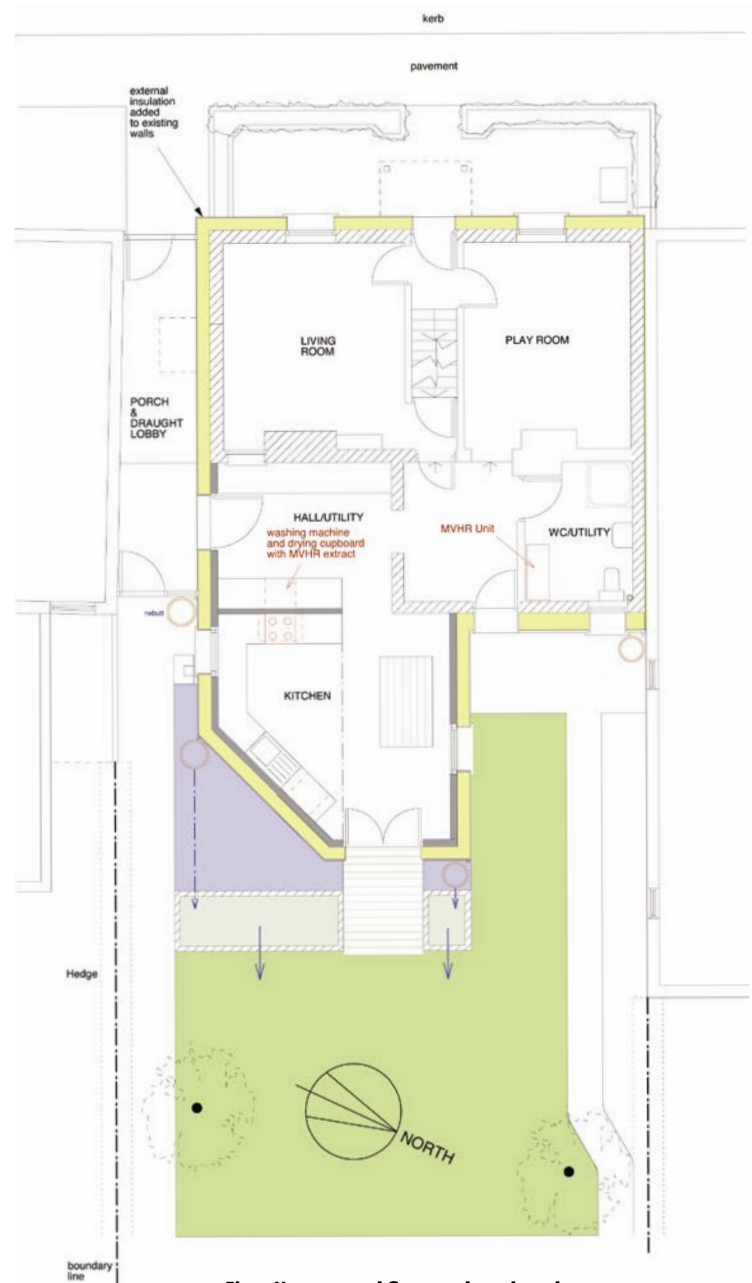 kerb
pavement
external
insulation
added
to existing
walls
LIVING
ROOM
PLAY ROOM
PORCH
&
DRAUGHT
LOBBY
HALL/UTILITY
washing machine
and drying cupboard
with MVHR extract
MVHR Unit
WC/UTILITY
rwbutt
KITCHEN
Hedge
NORTH
boundary
line